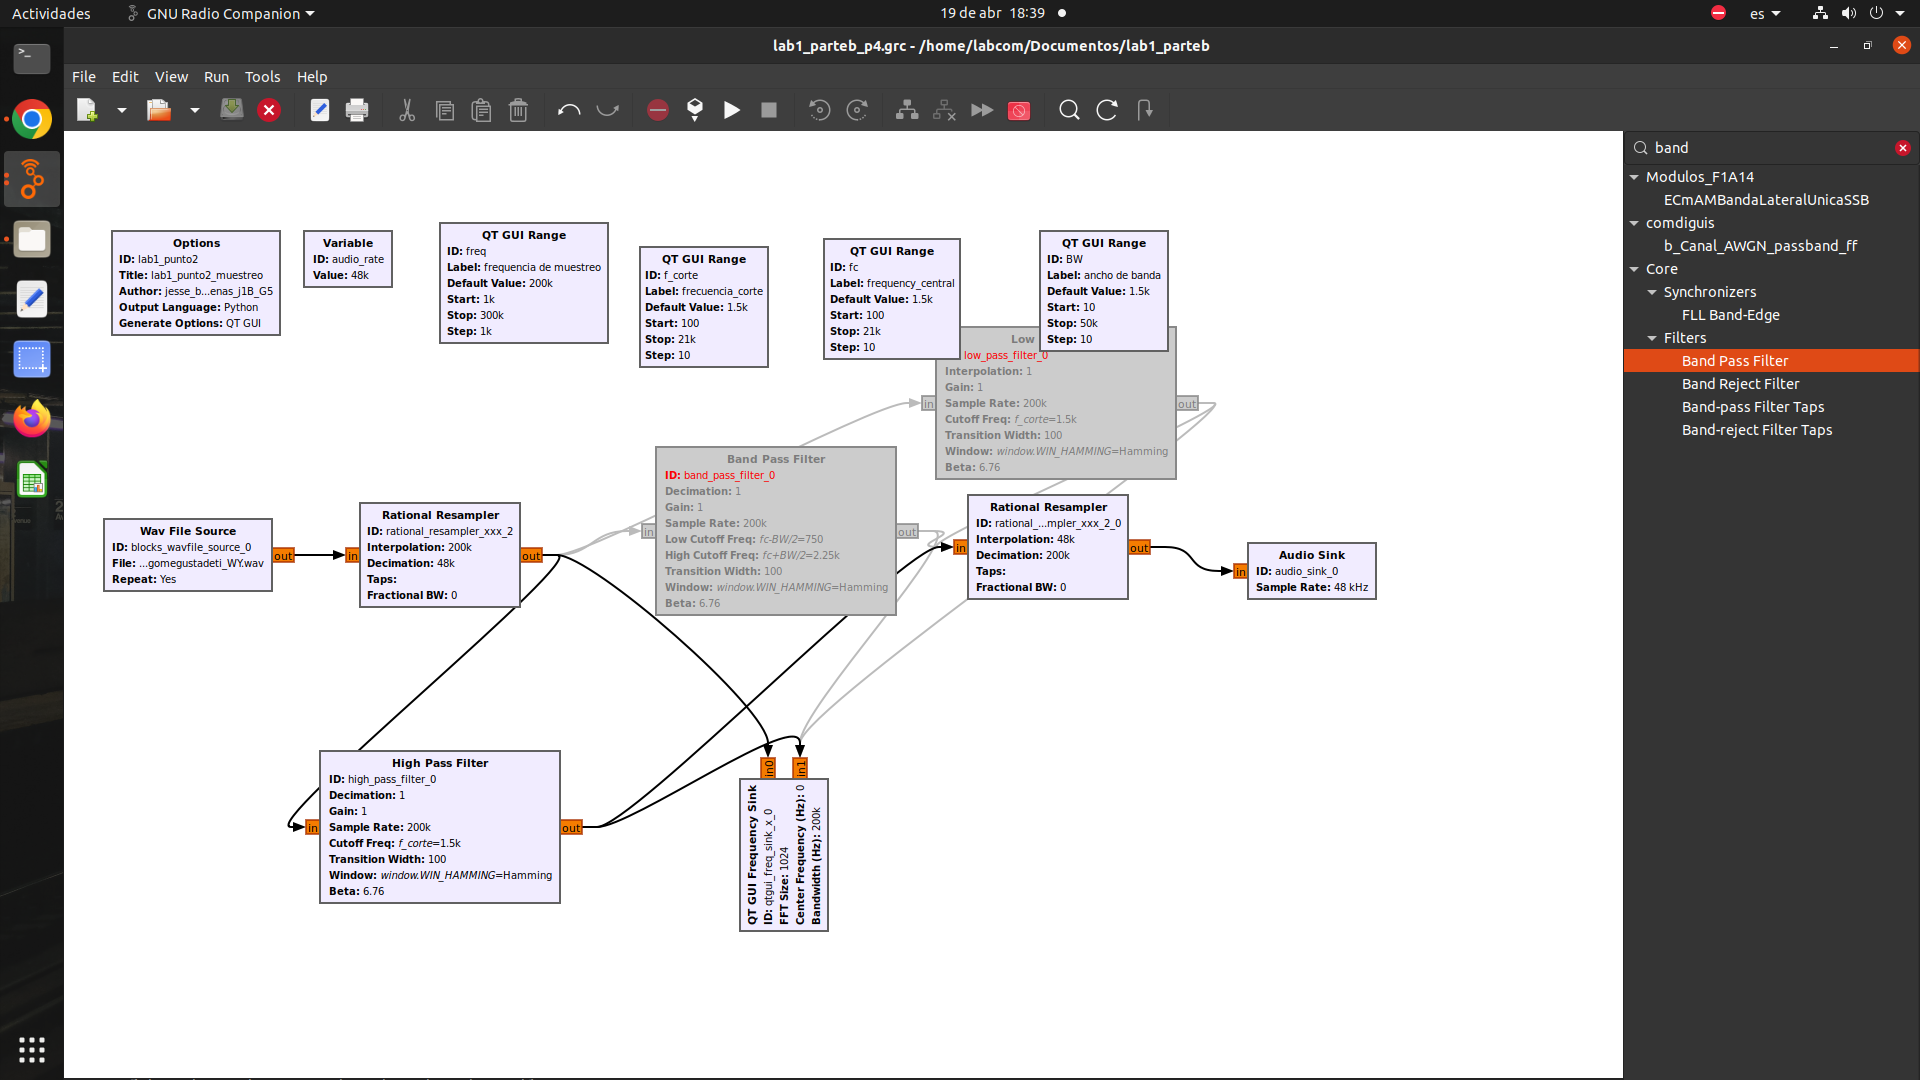 Actividades
GNU Radio Companion
19 de abr 18:39
es
lab1_parteb_p4.grc - /home/labcom/Documentos/lab1_parteb
File Edit View Run Tools Help
band
Modulos_F1A14
ECmAMBandaLateralUnicaSSB
comdiguis
b_Canal_AWGN_passband_ff
Core
Synchronizers
FLL Band-Edge
Filters
Band Pass Filter
Band Reject Filter
Band-pass Filter Taps
Band-reject Filter Taps
Options
ID: lab1_punto2
Title: lab1_punto2_muestreo
Author: jesse_b...enas_j1B_G5
Output Language: Python
Generate Options: QT GUI
Variable
ID: audio_rate
Value: 48k
QT GUI Range
ID: freq
Label: frequencia de muestreo
Default Value: 200k
Start: 1k
Stop: 300k
Step: 1k
QT GUI Range
ID: f_corte
Label: frecuencia_corte
Default Value: 1.5k
Start: 100
Stop: 21k
Step: 10
QT GUI Range
ID: fc
Label: frequency_central
Default Value: 1.5k
Start: 100
Stop: 21k
Step: 10
QT GUI Range
ID: BW
Label: ancho de banda
Default Value: 1.5k
Start: 10
Stop: 50k
Step: 10
Low
low_pass_filter_0
Interpolation: 1
Gain: 1
Sample Rate: 200k
Cutoff Freq: f_corte=1.5k
Transition Width: 100
Window: window.WIN_HAMMING=Hamming
Beta: 6.76
in
out
Band Pass Filter
ID: band_pass_filter_0
Decimation: 1
Gain: 1
Sample Rate: 200k
Low Cutoff Freq: fc-BW/2=750
High Cutoff Freq: fc+BW/2=2.25k
Transition Width: 100
Window: window.WIN_HAMMING=Hamming
Beta: 6.76
in
out
Wav File Source
ID: blocks_wavfile_source_0
File: ...gomegustadeti_WY.wav
Repeat: Yes
out
Rational Resampler
ID: rational_resampler_xxx_2
Interpolation: 200k
Decimation: 48k
Taps:
Fractional BW: 0
in
out
Rational Resampler
ID: rational_...mpler_xxx_2_0
Interpolation: 48k
Decimation: 200k
Taps:
Fractional BW: 0
in
out
Audio Sink
ID: audio_sink_0
Sample Rate: 48 kHz
in
High Pass Filter
ID: high_pass_filter_0
Decimation: 1
Gain: 1
Sample Rate: 200k
Cutoff Freq: f_corte=1.5k
Transition Width: 100
Window: window.WIN_HAMMING=Hamming
Beta: 6.76
in
out
in0
in1
QT GUI Frequency Sink
ID: qtgui_freq_sink_x_0
FFT Size: 1024
Center Frequency (Hz): 0
Bandwidth (Hz): 200k